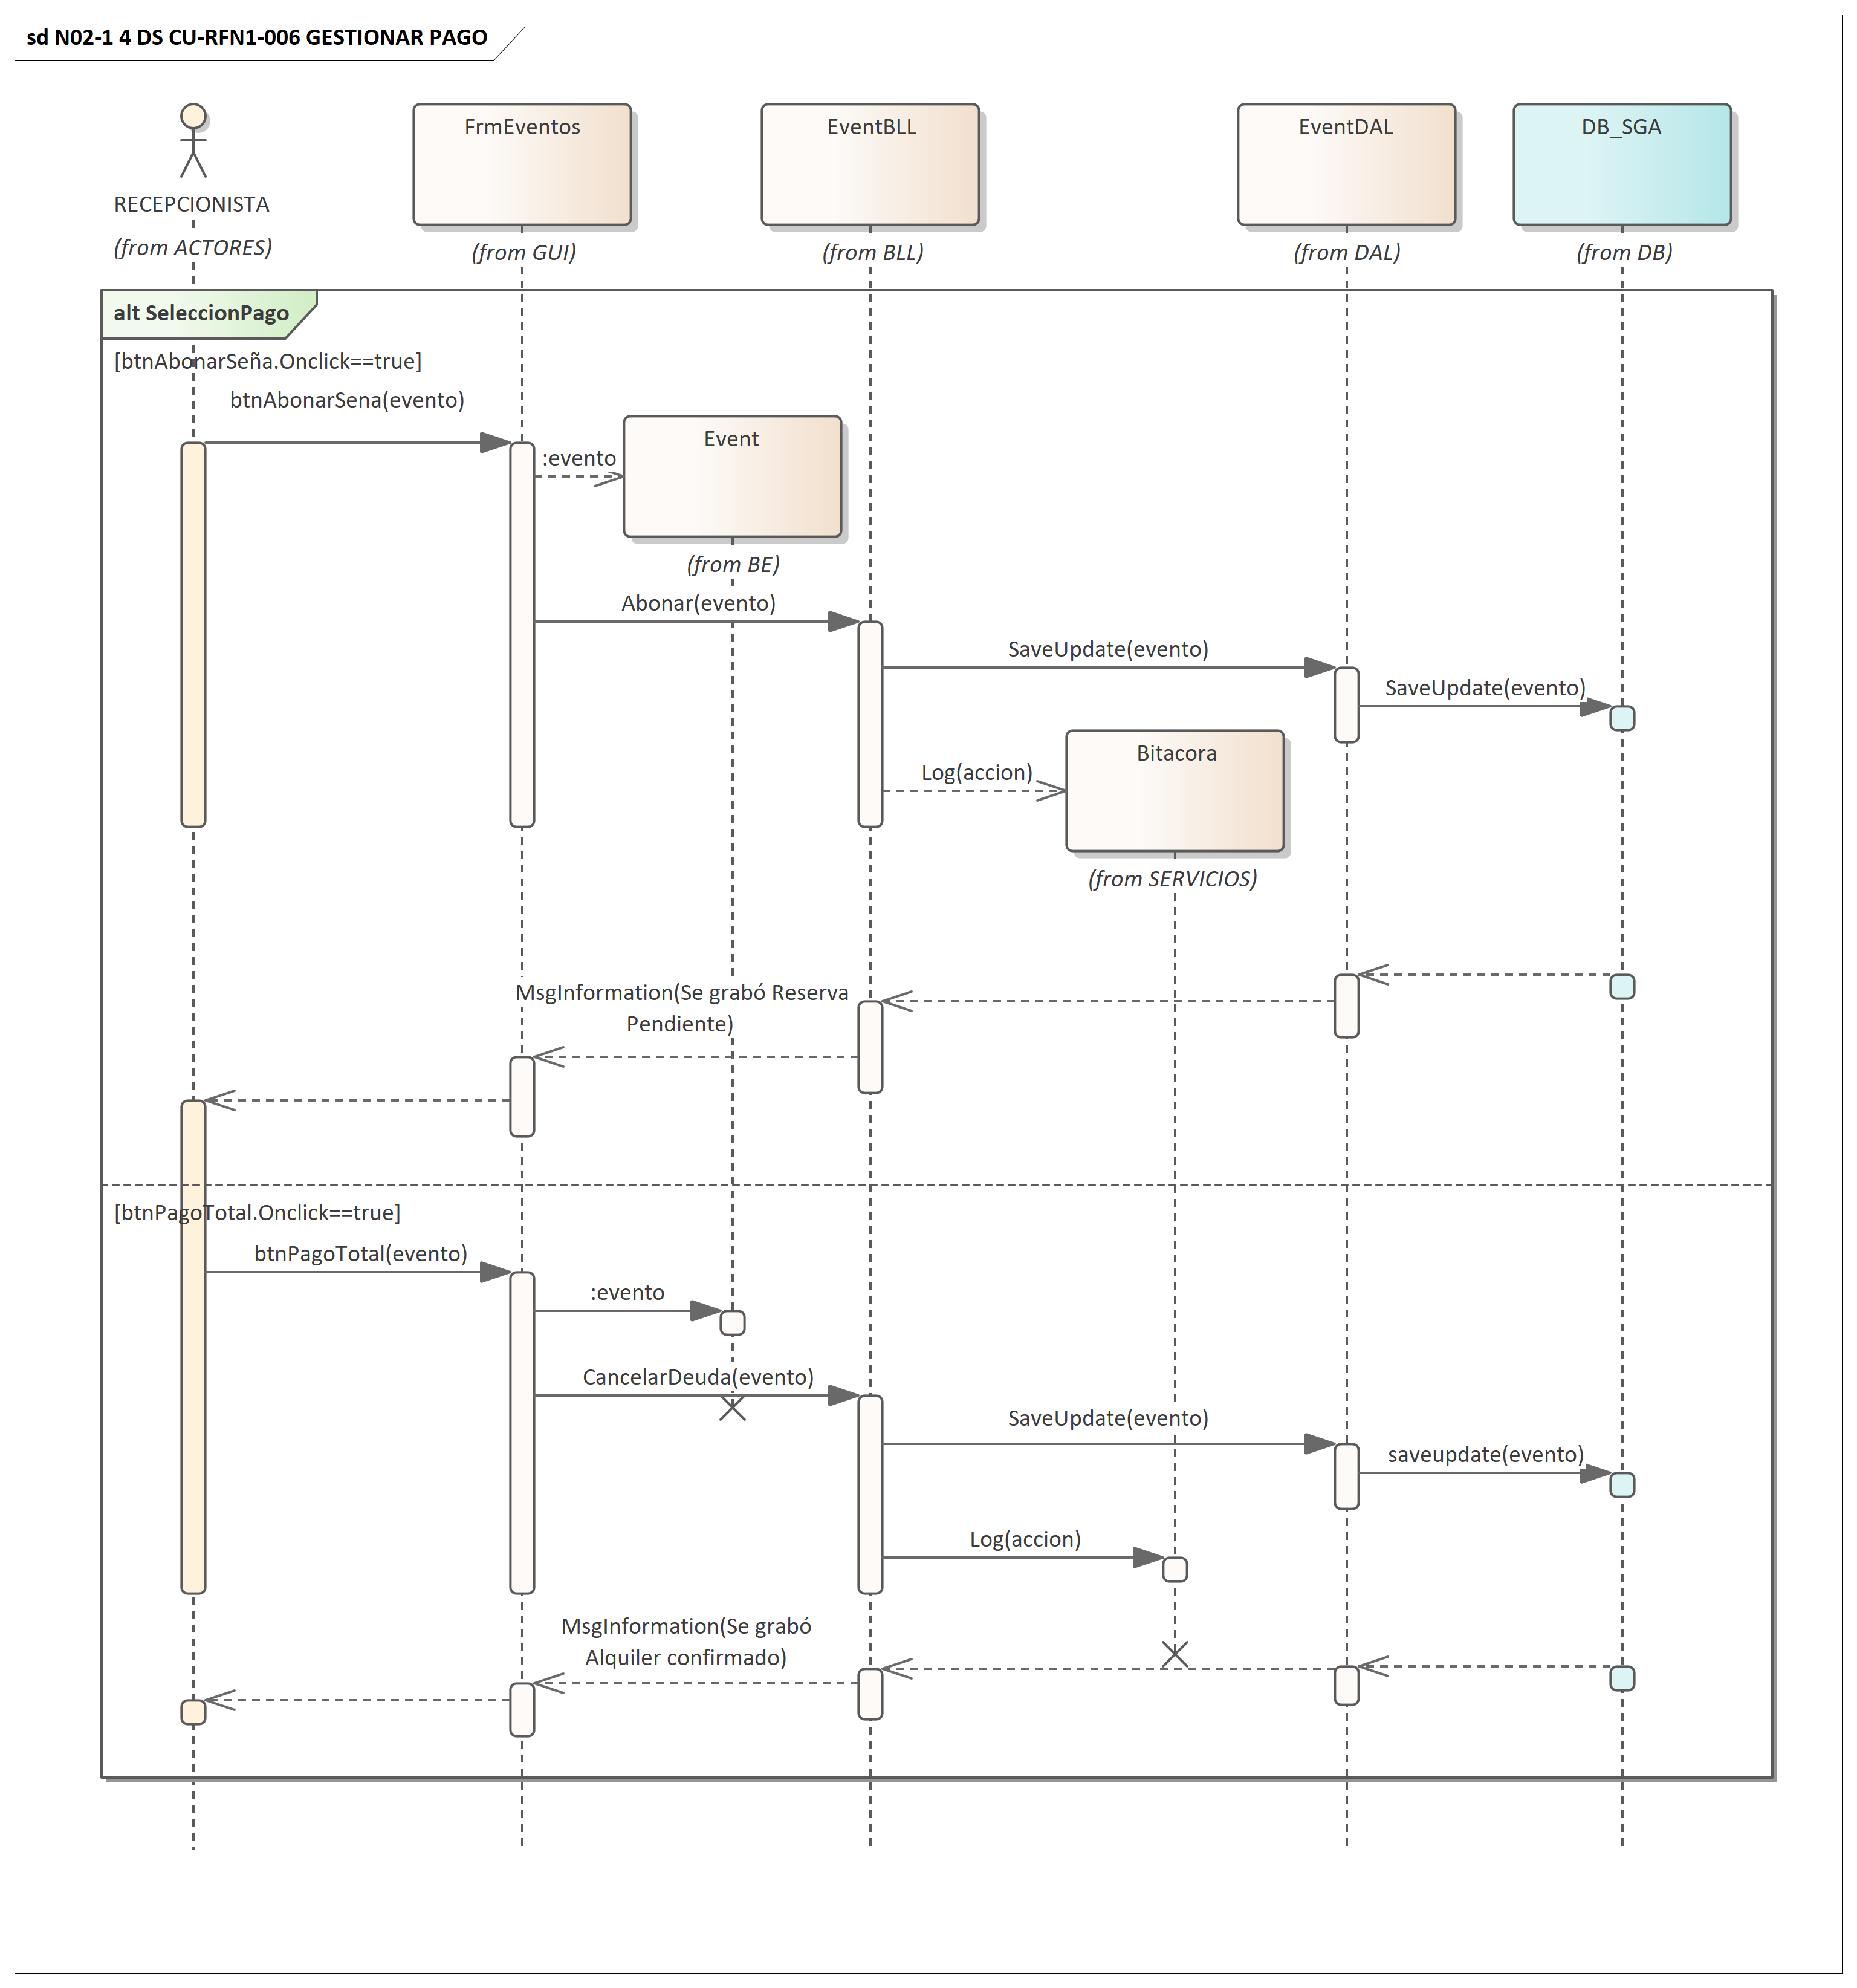 sd N02-1 4 DS CU-RFN1-006 GESTIONAR PAGO
RECEPCIONISTA
(from ACTORES)
FrmEventos
(from GUI)
EventBLL
(from BLL)
EventDAL
(from DAL)
DB_SGA
(from DB)
alt SeleccionPago
[btnAbonarSeña.Onclick==true]
btnAbonarSena(evento)
Event
:evento
(from BE)
Abonar(evento)
SaveUpdate(evento)
SaveUpdate(evento)
Bitacora
Log(accion)
(from SERVICIOS)
MsgInformation(Se grabó Reserva
Pendiente)
[btnPagoTotal.Onclick==true]
btnPagoTotal(evento)
:evento
CancelarDeuda(evento)
SaveUpdate(evento)
saveupdate(evento)
Log(accion)
MsgInformation(Se grabó
Alquiler confirmado)